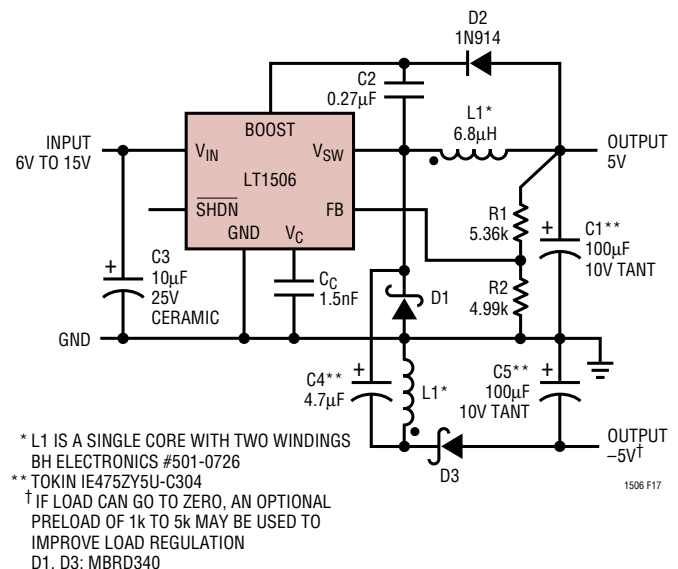 D2
1N914
C2
0.27µF
L1*
6.8µH
BOOST
INPUT
6V TO 15V
VIN
VSW
OUTPUT
5V
LT1506
SHDN
FB
GND
VC
R1
5.36k
+
C1**
100µF
10V TANT
+
C3
10µF
25V
CERAMIC
CC
1.5nF
D1
R2
4.99k
GND
C4**
4.7µF
+
L1*
C5**
100µF
10V TANT
+
D3
OUTPUT
–5V†
* L1 IS A SINGLE CORE WITH TWO WINDINGS
BH ELECTRONICS #501-0726
** TOKIN IE475ZY5U-C304
† IF LOAD CAN GO TO ZERO, AN OPTIONAL
PRELOAD OF 1k TO 5k MAY BE USED TO
IMPROVE LOAD REGULATION
D1, D3: MBRD340
1506 F17